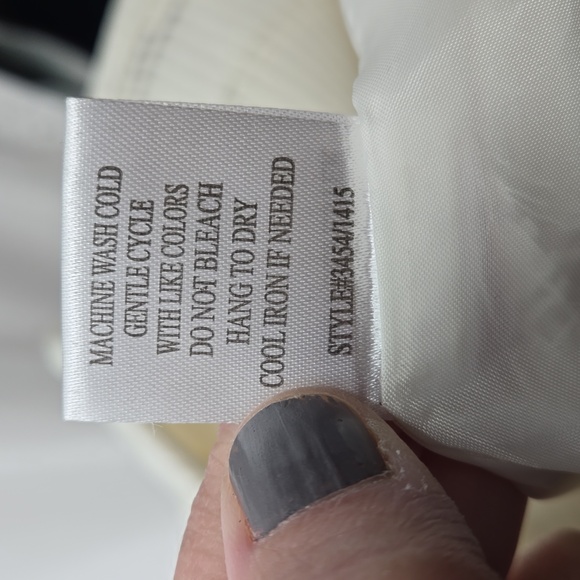 MACHINE WASH COLD
GENTLE CYCLE
WITH LIKE COLORS
DO NOT BLEACH
HANG TO DRY
COOL IRON IF NEEDED
STYLE#3454/1415